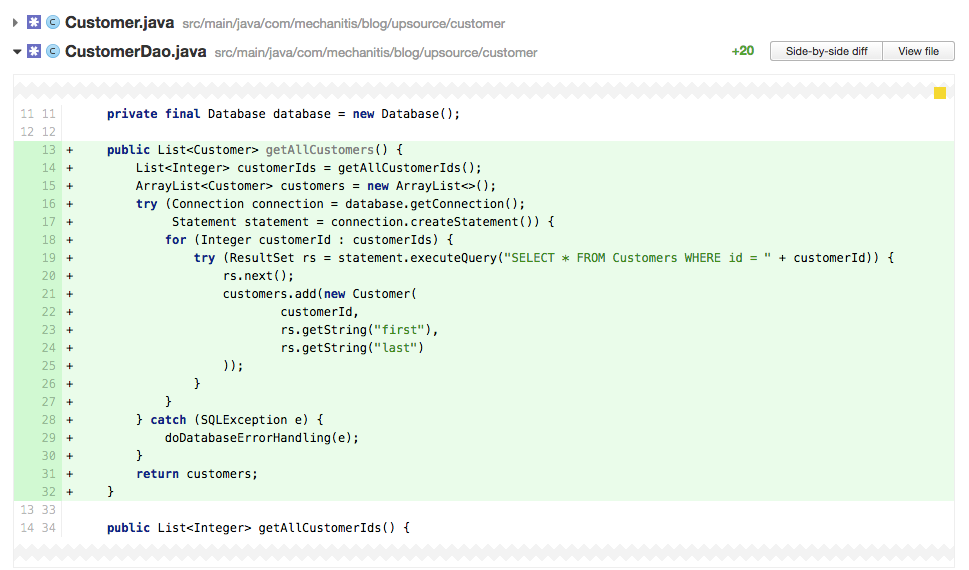 Customer.java src/main/java/com/mechanitis/blog/upsource/customer
CustomerDao.java src/main/java/com/mechanitis/blog/upsource/customer +20 Side-by-side diff View file
11 11 private final Database database = new Database();
12 12
13 + public List<Customer> getAllCustomers() {
14 + List<Integer> customerIds = getAllCustomerIds();
15 + ArrayList<Customer> customers = new ArrayList<>();
16 + try (Connection connection = database.getConnection();
17 + Statement statement = connection.createStatement()) {
18 + for (Integer customerId : customerIds) {
19 + try (ResultSet rs = statement.executeQuery("SELECT * FROM Customers WHERE id = " + customerId)) {
20 + rs.next();
21 + customers.add(new Customer(
22 + customerId,
23 + rs.getString("first"),
24 + rs.getString("last")
25 + ));
26 + }
27 + }
28 + } catch (SQLException e) {
29 + doDatabaseErrorHandling(e);
30 + }
31 + return customers;
32 + }
13 33
14 34 public List<Integer> getAllCustomerIds() {